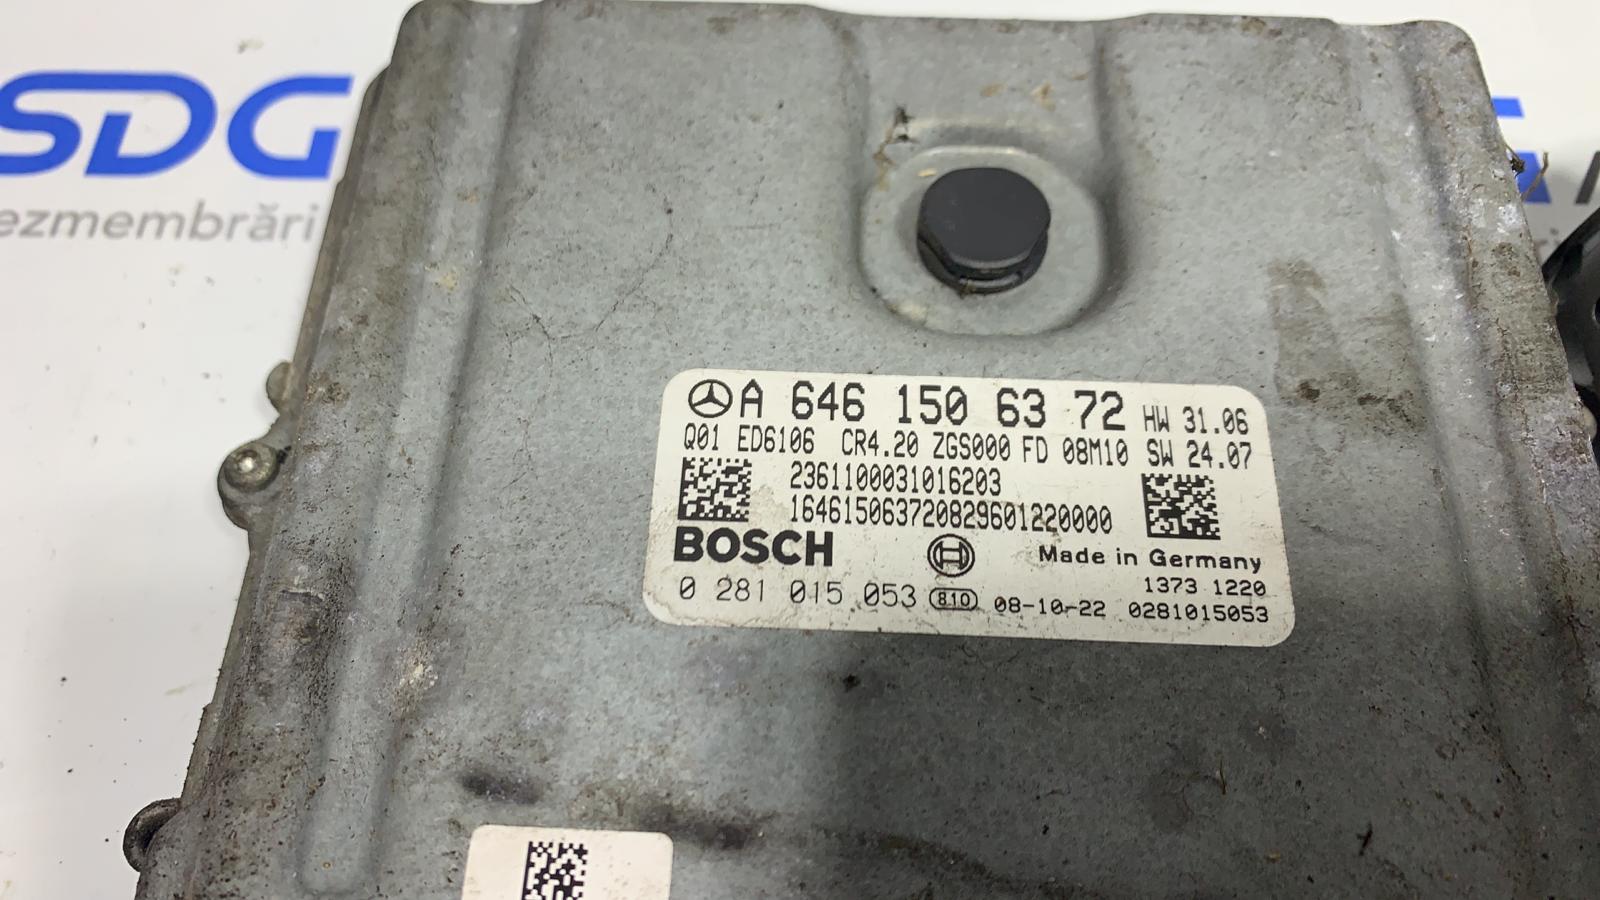 SDG
ezmembrări
A 646 150 63 72 HW 31.06
Q01 ED6106 CR4.20 ZGS000 FD 08M10 SW 24.07
2361100031016203
164615063720829601220000
BOSCH
Made in Germany
1373 1220
0 281 015 053 810 08-10-22 0281015053